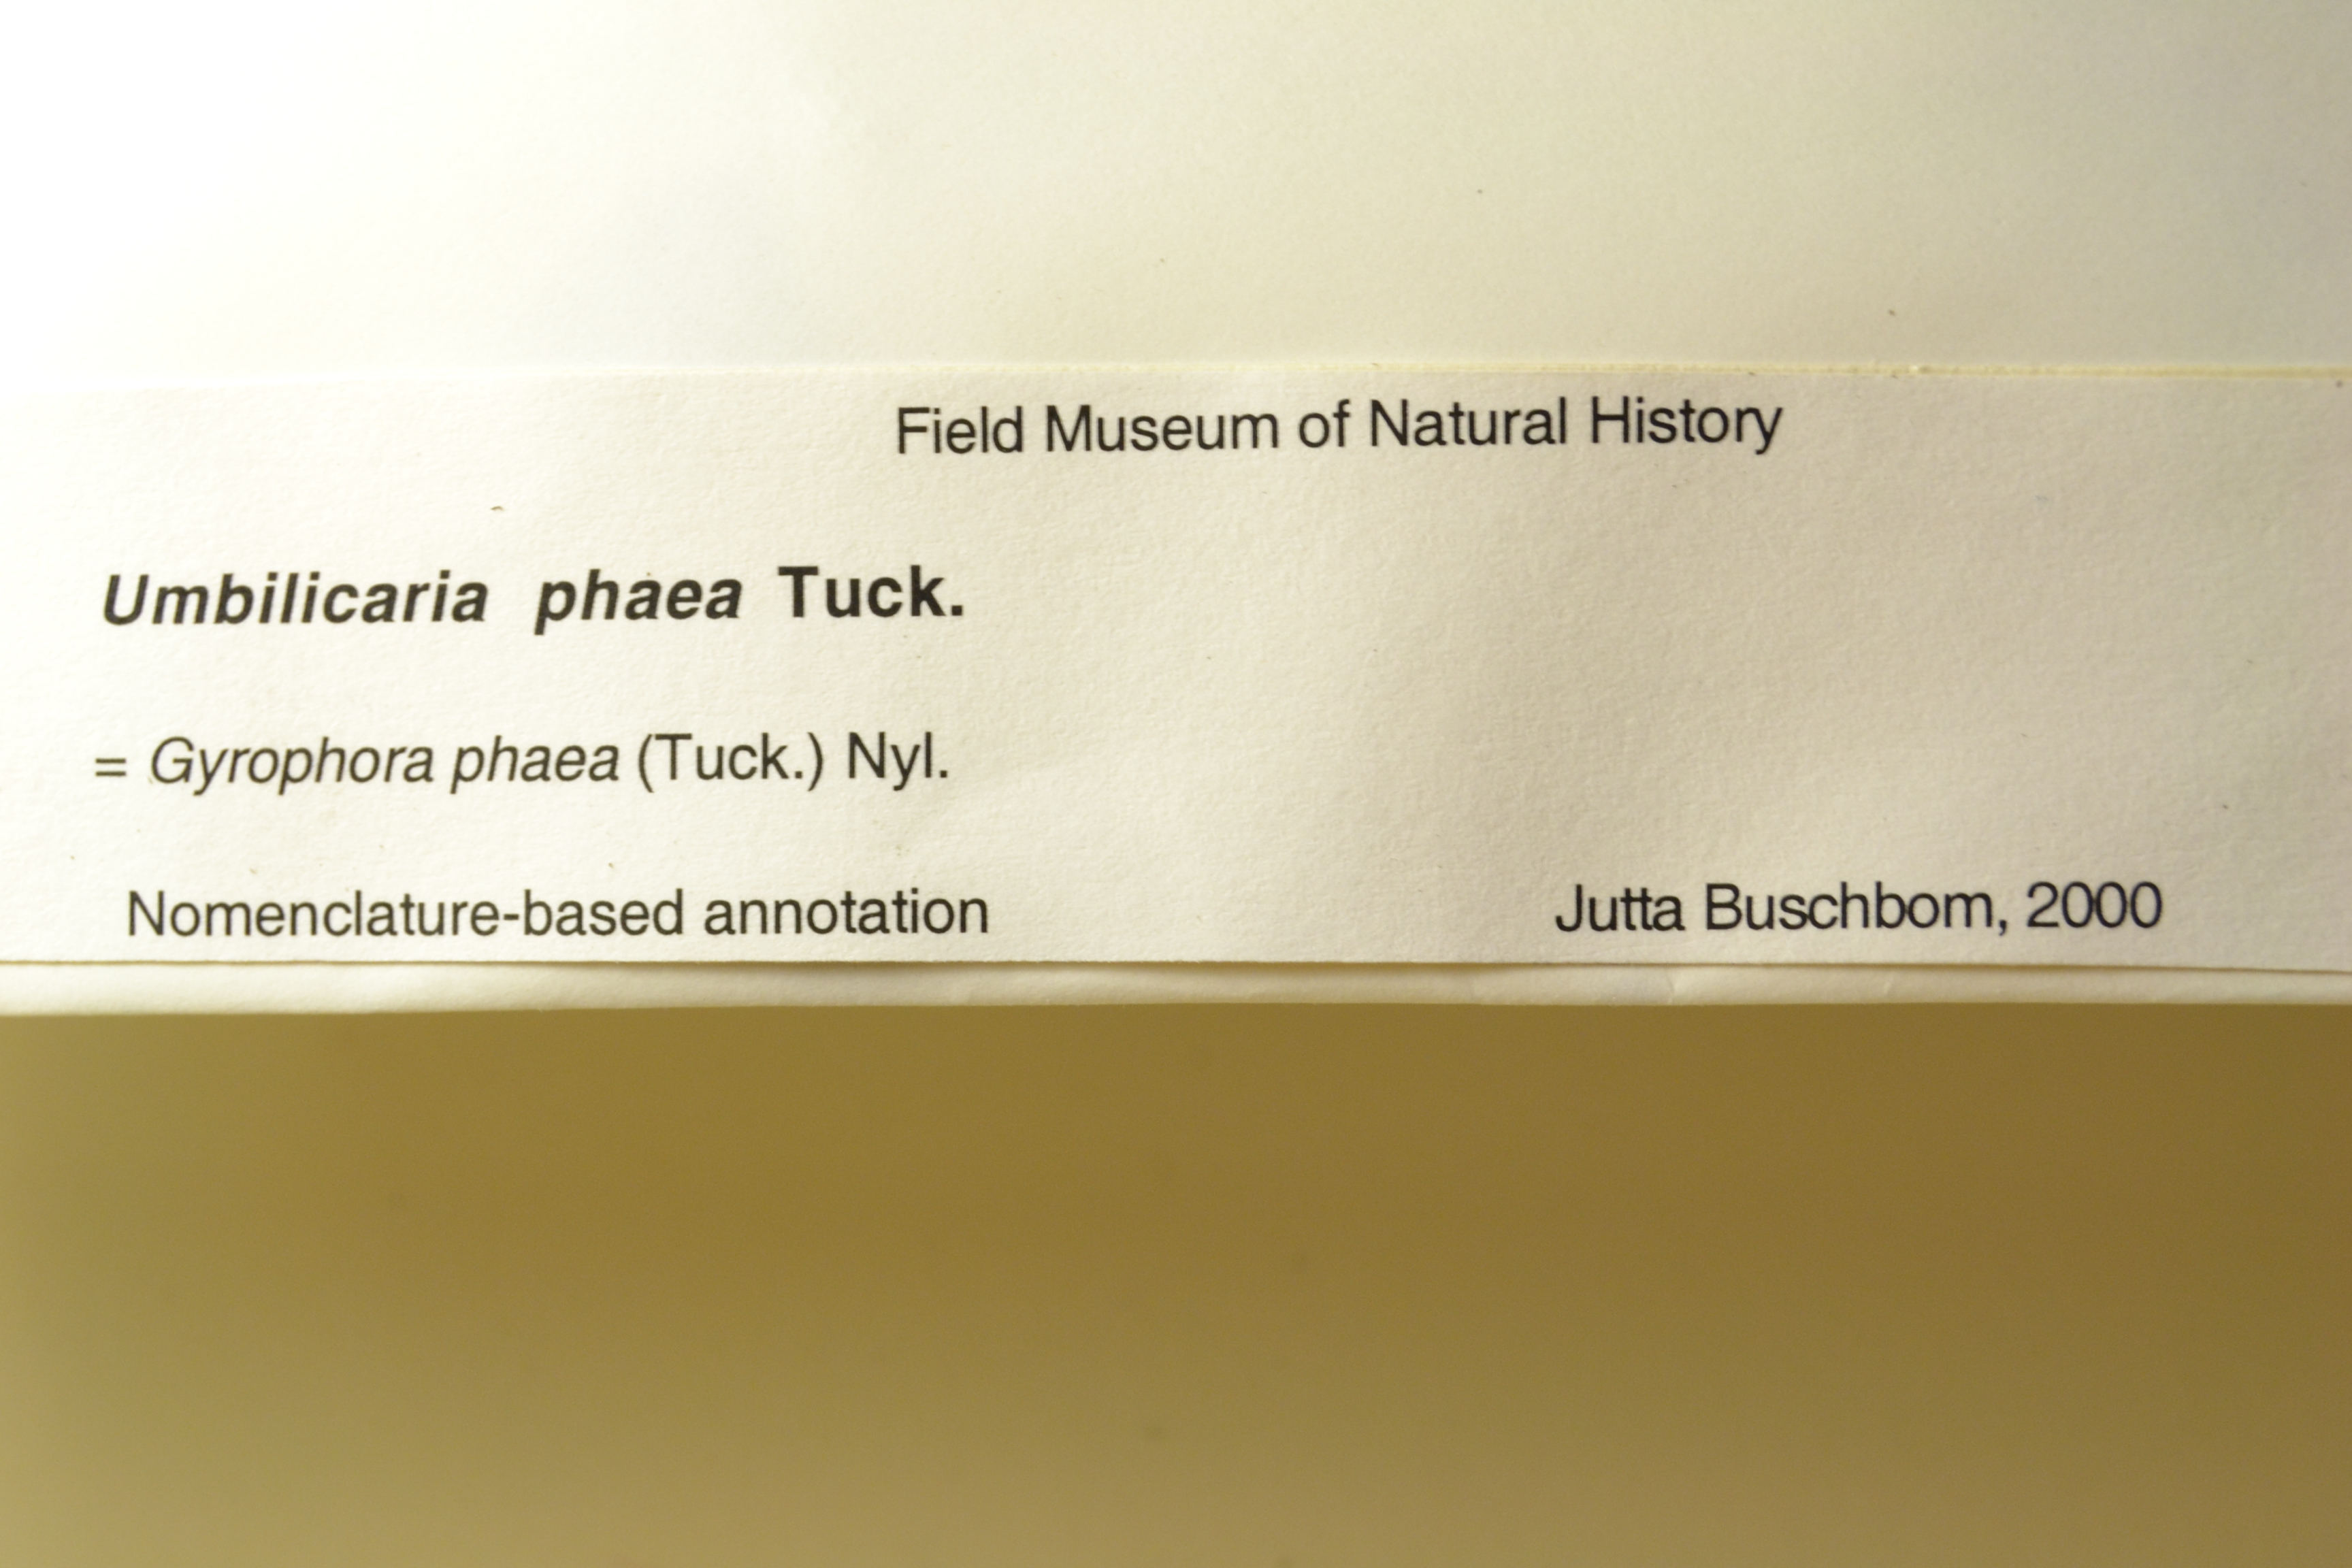 Field Museum of Natural History
Umbilicaria phaea Tuck.
= Gyrophora phaea (Tuck.) Nyl.
Nomenclature-based annotation
Jutta Buschbom, 2000